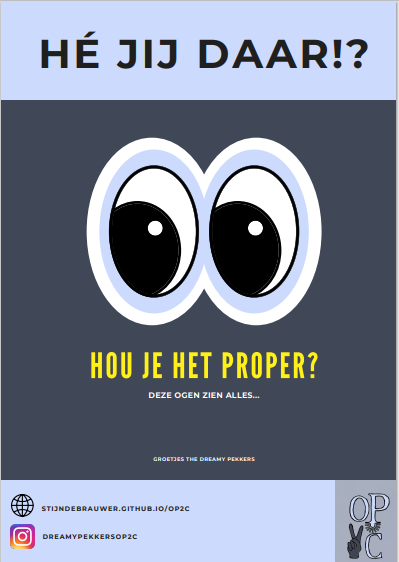 HÉ JIJ DAAR!?
HOU JE HET PROPER?
DEZE OGEN ZIEN ALLES...
GROETJES THE DREAMY PEKKERS
STIJNDEBRAUWER.GITHUB.IO/OP2C
DREAMYPEKKERSOP2C
OP
C